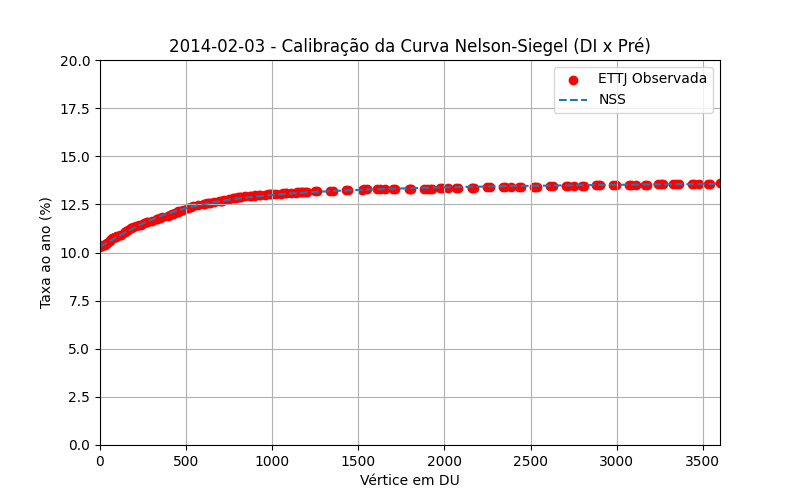 2014-02-03 - Calibração da Curva Nelson-Siegel (DI x Pré)
ETTJ Observada
NSS
Taxa ao ano (%)
20.0
17.5
15.0
12.5
10.0
7.5
5.0
2.5
0.0
0 500 1000 1500 2000 2500 3000 3500
Vértice em DU